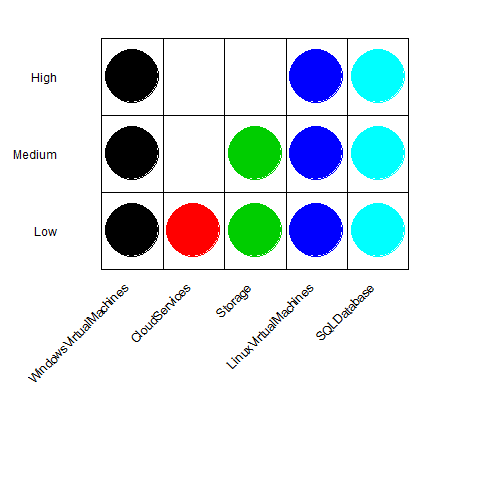 High
Medium
Low
WindowsVirtualMachines
CloudServices
Storage
LinuxVirtualMachines
SQLDatabase